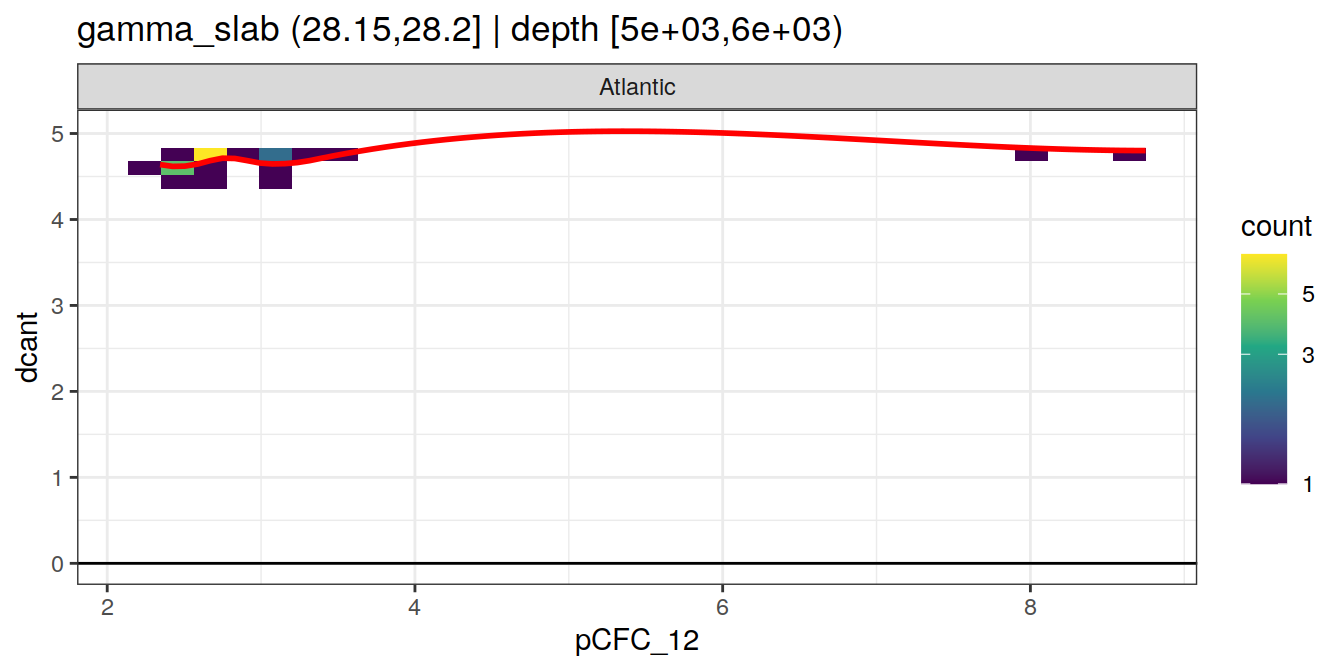 gamma_slab (28.15,28.2] | depth [5e+03,6e+03)
Atlantic
5
4
3
2
1
0
dcant
2 4 6 8
pCFC_12
count
5
3
1